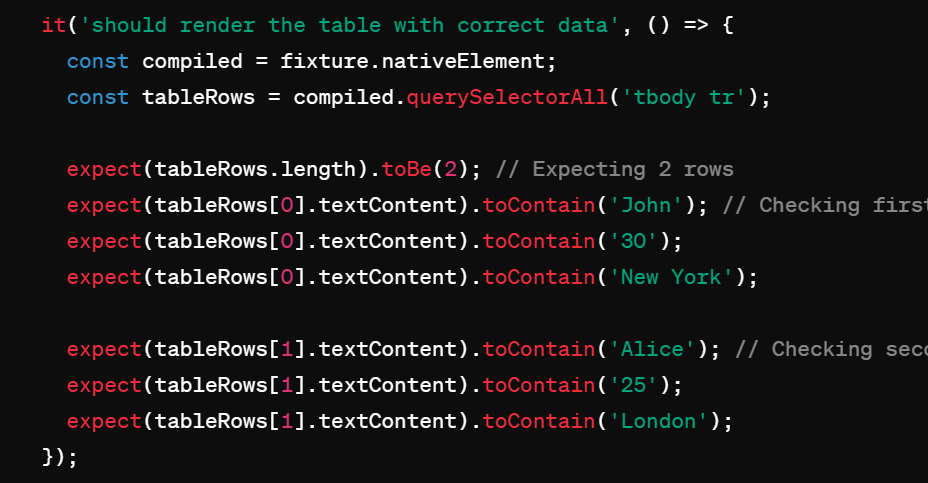 it('should render the table with correct data', () => {
const compiled = fixture.nativeElement;
const tableRows = compiled.querySelectorAll('tbody tr');
expect(tableRows.length).toBe(2); // Expecting 2 rows
expect(tableRows[0].textContent).toContain('John'); // Checking first
expect(tableRows[0].textContent).toContain('30');
expect(tableRows[0].textContent).toContain('New York');
expect(tableRows[1].textContent).toContain('Alice'); // Checking seco
expect(tableRows[1].textContent).toContain('25');
expect(tableRows[1].textContent).toContain('London');
});